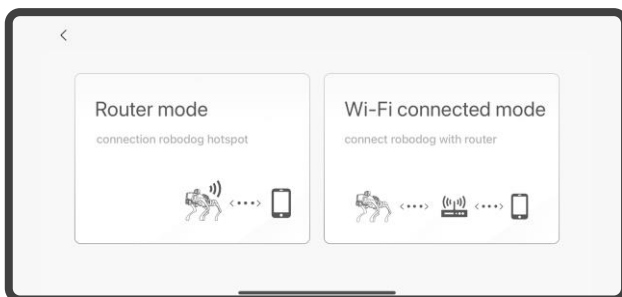 Router mode
connection robodog hotspot
Wi-Fi connected mode
connect robodog with router